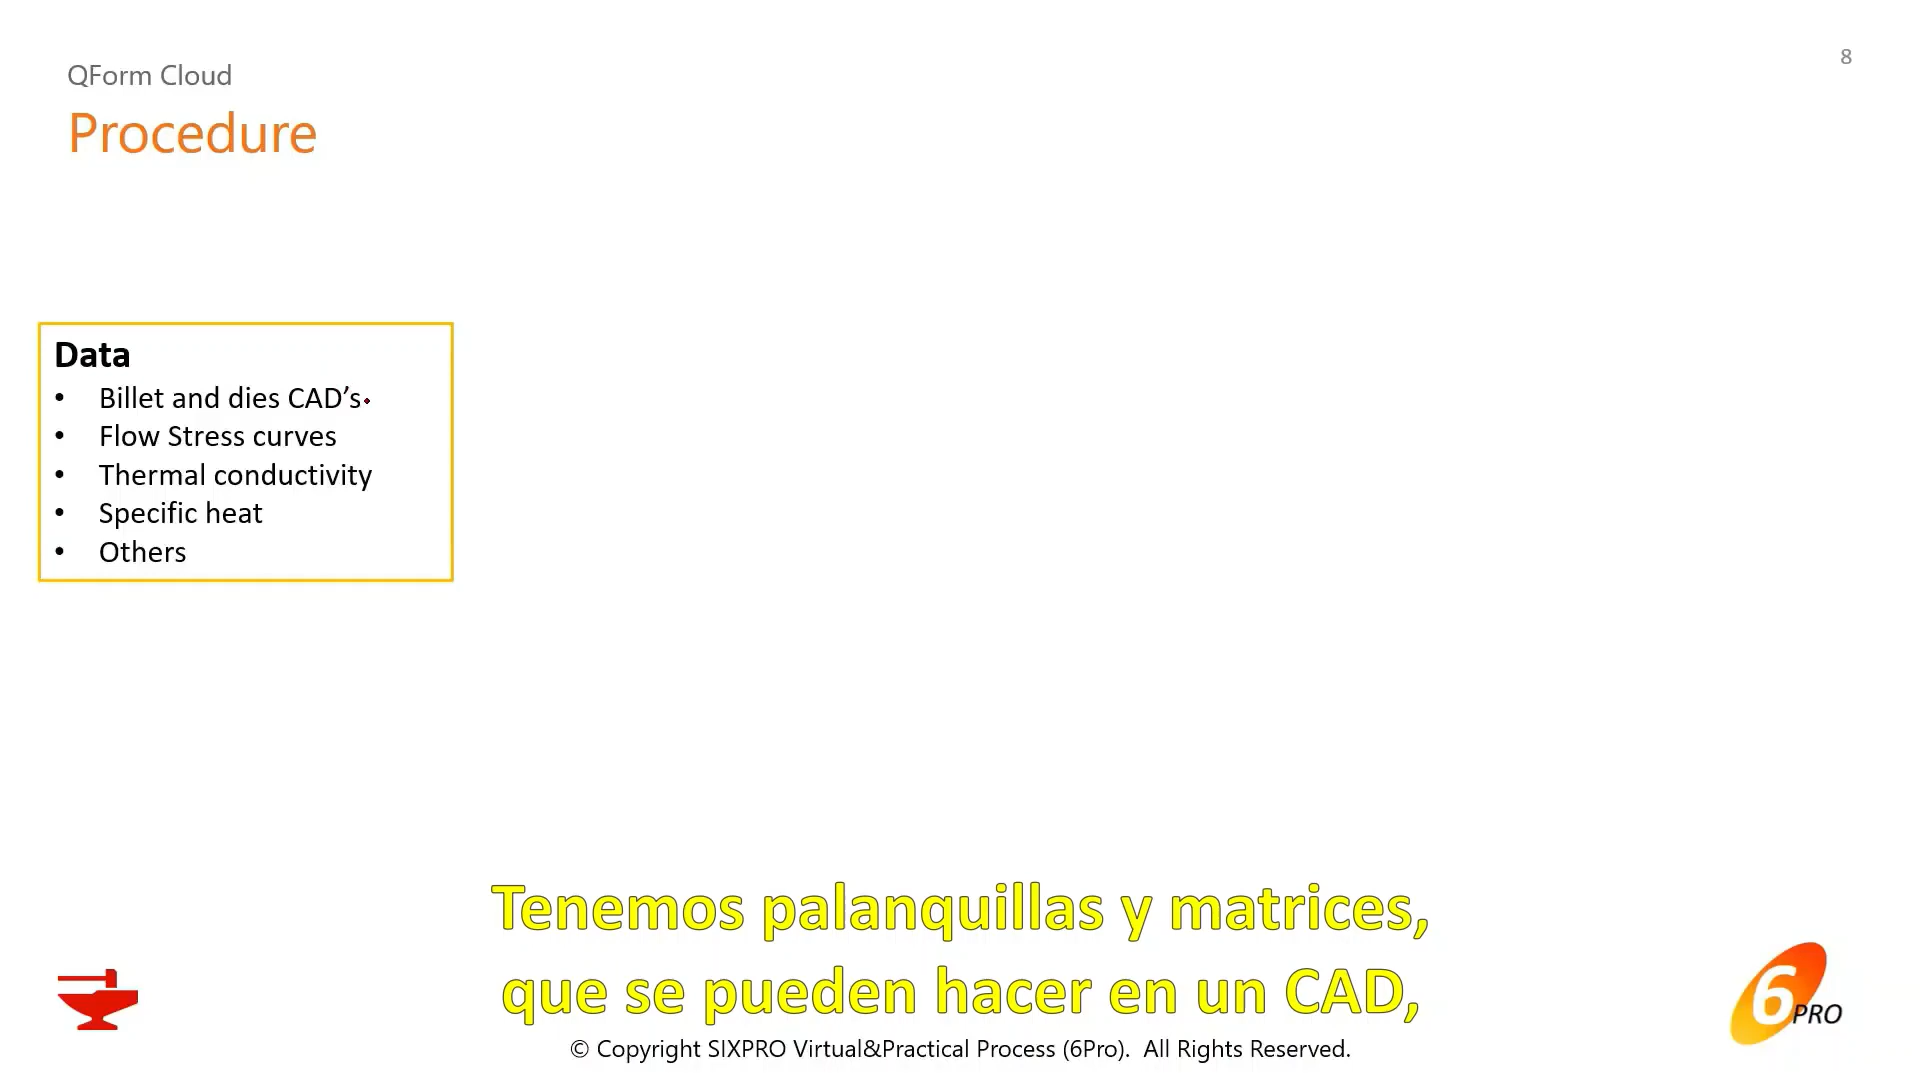 QForm Cloud
8
Procedure
Data
• Billet and dies CAD’s
• Flow Stress curves
• Thermal conductivity
• Specific heat
• Others
Tenemos palanquillas y matrices,
que se pueden hacer en un CAD,
6PRO
© Copyright SIXPRO Virtual&Practical Process (6Pro). All Rights Reserved.